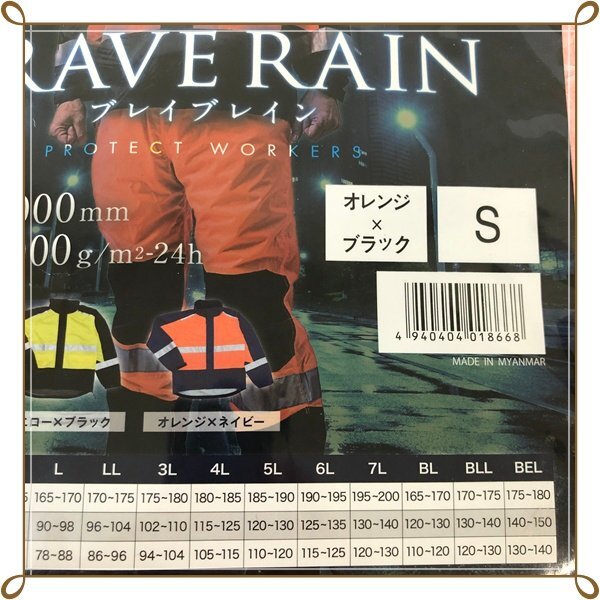 RAVE RAIN
ブレイブレイン
PROTECT WORKERS
000mm
00g/m2-24h
オレンジ
×
ブラック
S
4 940404 018668
MADE IN MYANMAR
エロー×ブラック
オレンジ×ネイビー
L LL 3L 4L 5L 6L 7L BL BLL BEL
5 165~170 170~175 175~180 180~185 185~190 190~195 195~200 165~170 170~175 175~180
90~98 96~104 102~110 115~125 120~130 125~135 130~140 120~130 130~140 140~150
78~88 86~96 94~104 105~115 110~120 115~125 120~130 110~120 120~130 130~140